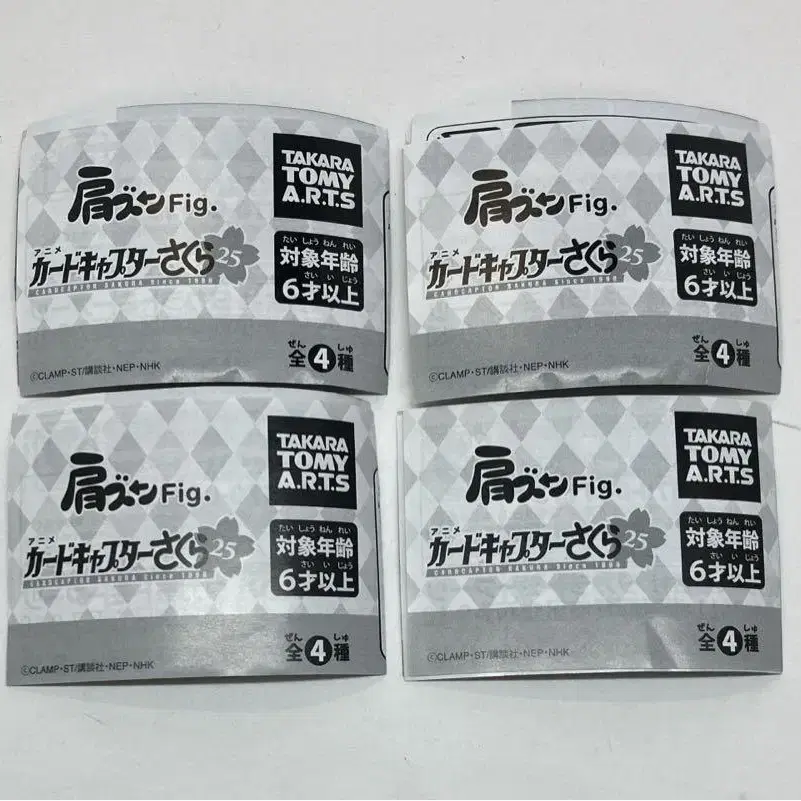 肩ズンFig.
アニメ
カードキャプターさくら 25
CARDCAPTOR SAKURA Since 1998
TAKARA
TOMY
A.R.T.S
たいしょうねんれい
対象年齢
さいいじょう
6才以上
ぜん しゅ
全4種
©CLAMP・ST/講談社・NEP・NHK
肩ズンFig.
アニメ
カードキャプターさくら 25
CARDCAPTOR SAKURA Since 1998
TAKARA
TOMY
A.R.T.S
たいしょうねんれい
対象年齢
さいいじょう
6才以上
ぜん しゅ
全4種
©CLAMP・ST/講談社・NEP・NHK
肩ズンFig.
アニメ
カードキャプターさくら 25
CARDCAPTOR SAKURA Since 1998
TAKARA
TOMY
A.R.T.S
たいしょうねんれい
対象年齢
さいいじょう
6才以上
ぜん しゅ
全4種
©CLAMP・ST/講談社・NEP・NHK
肩ズンFig.
アニメ
カードキャプターさくら 25
CARDCAPTOR SAKURA Since 1998
TAKARA
TOMY
A.R.T.S
たいしょうねんれい
対象年齢
さいいじょう
6才以上
ぜん しゅ
全4種
©CLAMP・ST/講談社・NEP・NHK